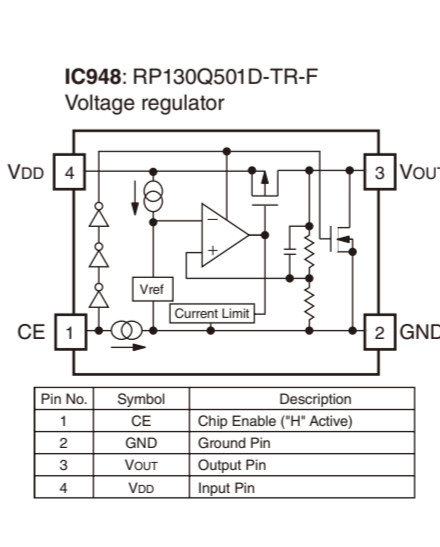 IC948: RP130Q501D-TR-F
Voltage regulator
VDD 4
3 VOUT
−
+
Vref
Current Limit
CE 1
2 GND
Pin No. Symbol Description
1 CE Chip Enable ("H" Active)
2 GND Ground Pin
3 VOUT Output Pin
4 VDD Input Pin